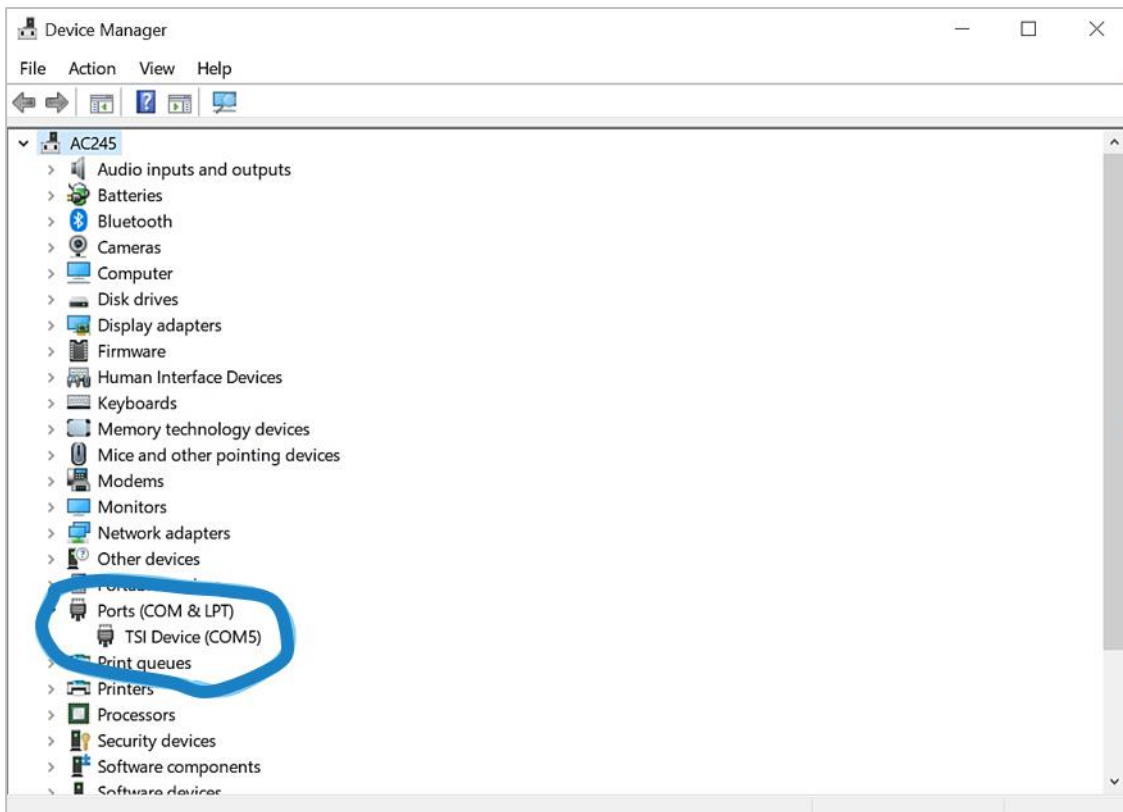 Device Manager
File Action View Help
AC245
Audio inputs and outputs
Batteries
Bluetooth
Cameras
Computer
Disk drives
Display adapters
Firmware
Human Interface Devices
Keyboards
Memory technology devices
Mice and other pointing devices
Modems
Monitors
Network adapters
Other devices
Ports (COM & LPT)
TSI Device (COM5)
Print queues
Printers
Processors
Security devices
Software components
Software devices